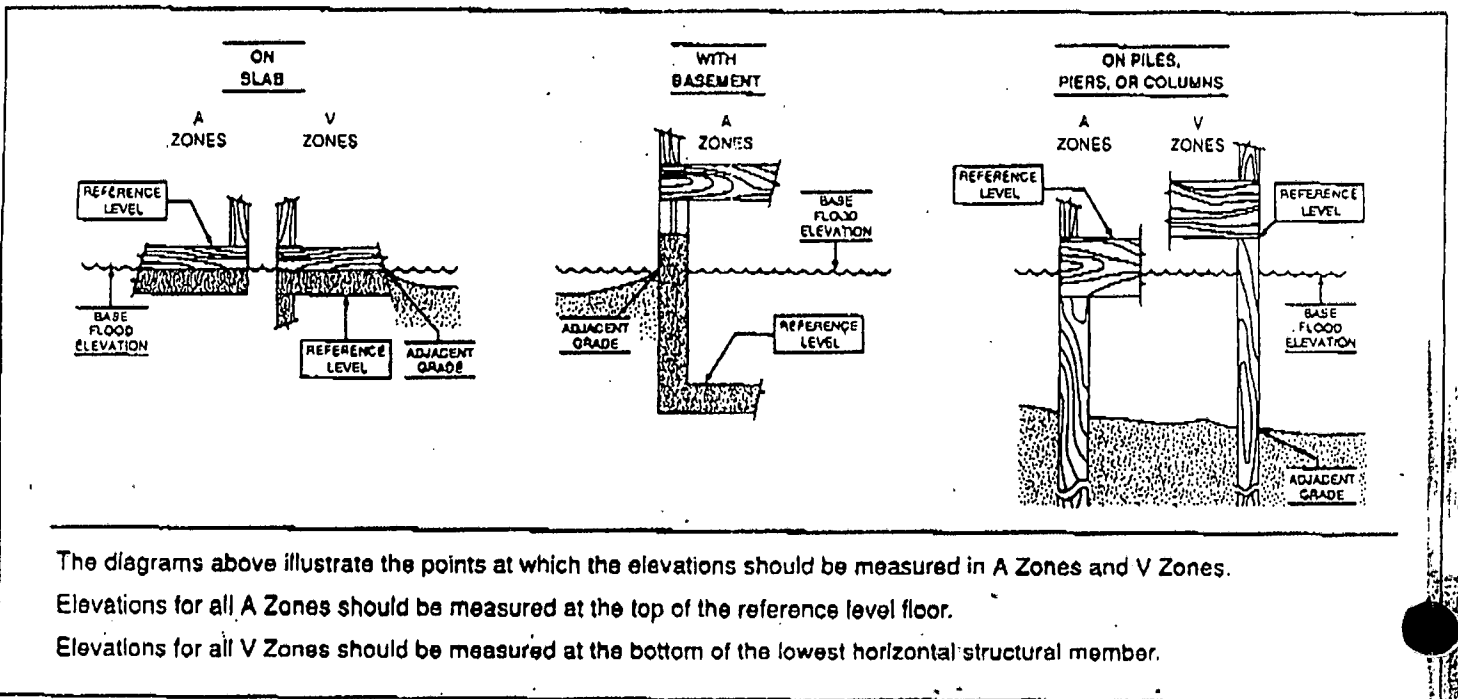 ON
SLAB
A
ZONES
V
ZONES
REFERENCE
LEVEL
BASE
FLOOD
ELEVATION
REFERENCE
LEVEL
ADJACENT
GRADE
WITH
BASEMENT
A
ZONES
BASE
FLOOD
ELEVATION
ADJACENT
GRADE
REFERENCE
LEVEL
ON PILES,
PIERS, OR COLUMNS
A
ZONES
V
ZONES
REFERENCE
LEVEL
REFERENCE
LEVEL
BASE
FLOOD
ELEVATION
ADJACENT
GRADE
The diagrams above illustrate the points at which the elevations should be measured in A Zones and V Zones.
Elevations for all A Zones should be measured at the top of the reference level floor.
Elevations for all V Zones should be measured at the bottom of the lowest horizontal structural member.